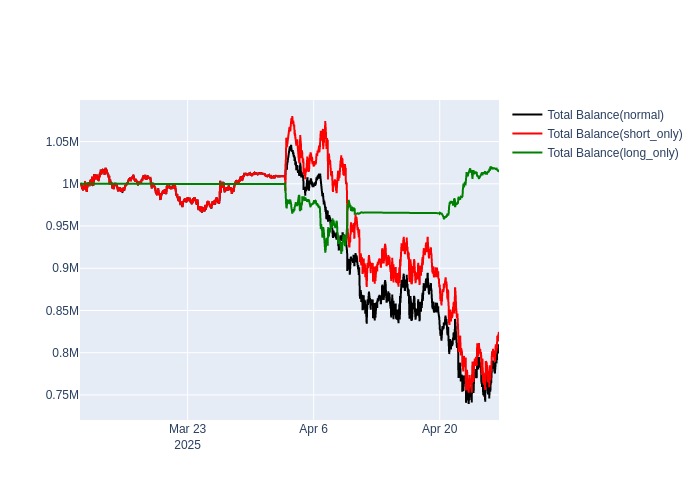 Total Balance(normal)
Total Balance(short_only)
Total Balance(long_only)
1.05M
1M
0.95M
0.9M
0.85M
0.8M
0.75M
Mar 23
2025
Apr 6
Apr 20